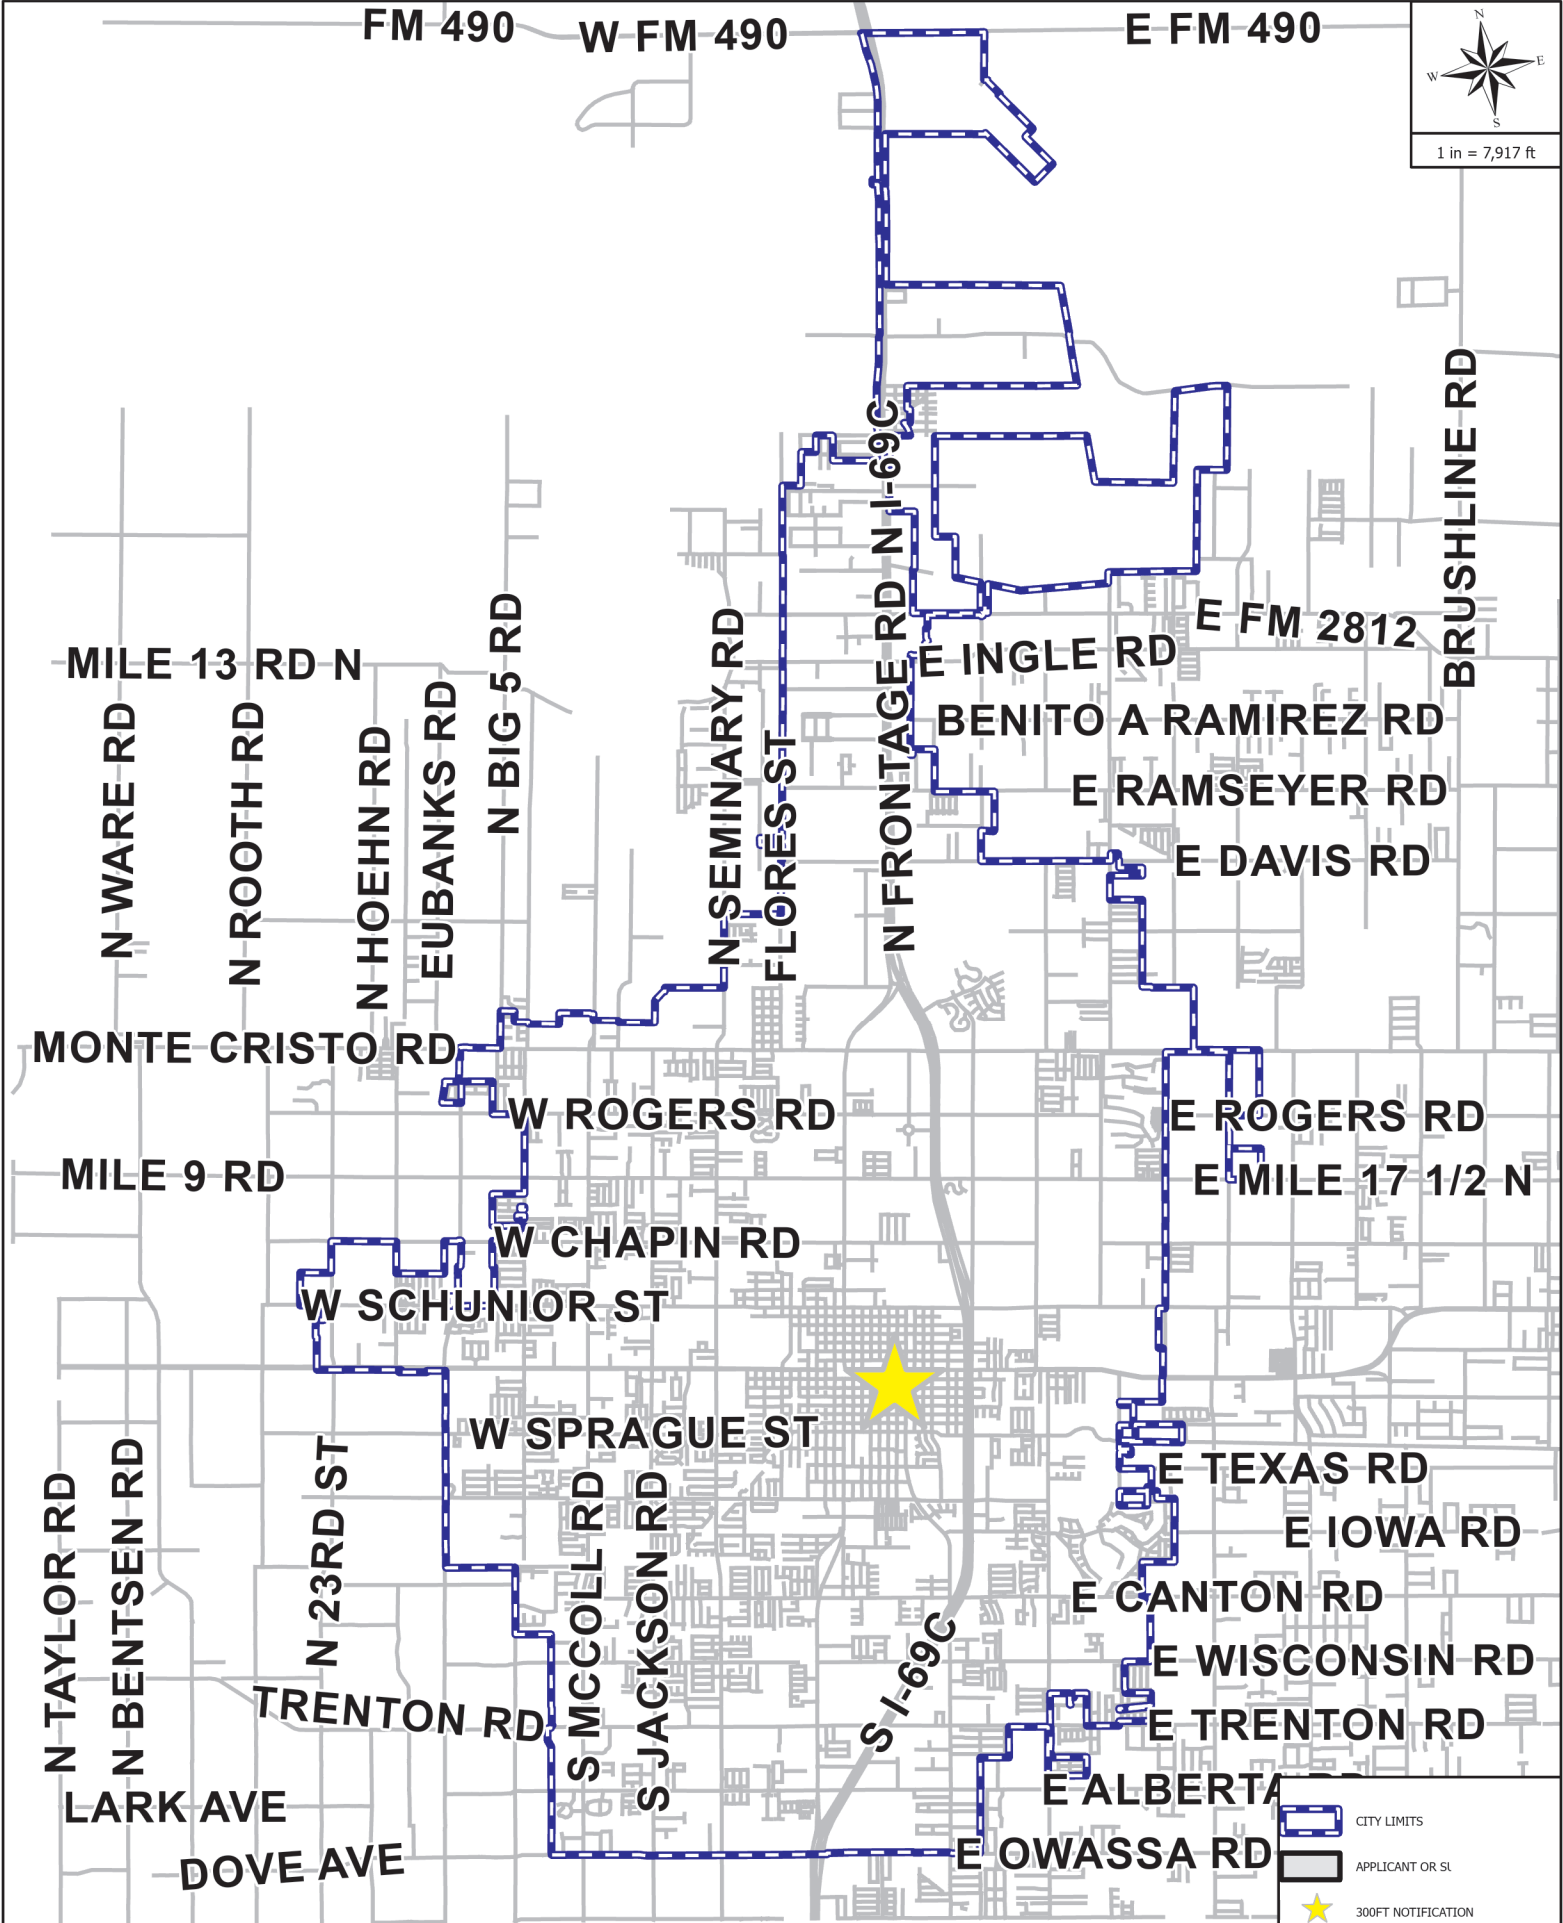 FM 490
W FM 490
E FM 490
N
W
E
S
1 in = 7,917 ft
N I-69C
BRUSHLINE RD
E FM 2812
MILE 13 RD N
E INGLE RD
N WARE RD
N ROOTH RD
N HOEHN RD
EUBANKS RD
N BIG 5 RD
N SEMINARY RD
FLORES ST
N FRONTAGE RD
BENITO A RAMIREZ RD
E RAMSEYER RD
E DAVIS RD
MONTE CRISTO RD
W ROGERS RD
E ROGERS RD
MILE 9 RD
E MILE 17 1/2 N
W CHAPIN RD
W SCHUNIOR ST
W SPRAGUE ST
E TEXAS RD
E IOWA RD
N TAYLOR RD
N BENTSEN RD
N 23RD ST
S MCCOLL RD
S JACKSON RD
E CANTON RD
S I-69C
E WISCONSIN RD
TRENTON RD
E TRENTON RD
E ALBERTA RD
LARK AVE
DOVE AVE
E OWASSA RD
CITY LIMITS
APPLICANT OR SU
300FT NOTIFICATION